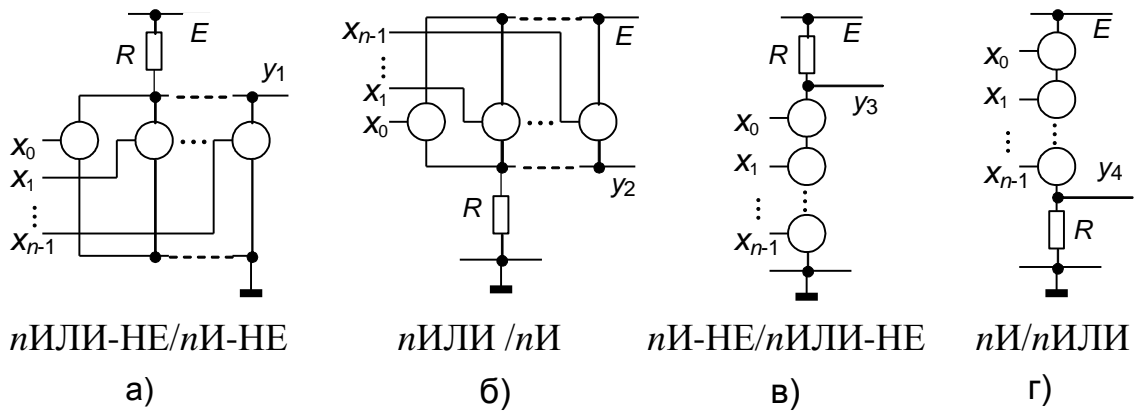 E
R
y1
x0
x1
xn-1
xn-1
E
x1
x0
y2
R
E
R
y3
x0
x1
xn-1
E
x0
x1
xn-1
y4
R
nИЛИ-НЕ/nИ-НЕ nИЛИ /nИ nИ-НЕ/nИЛИ-НЕ nИ/nИЛИ
а) б) в) г)